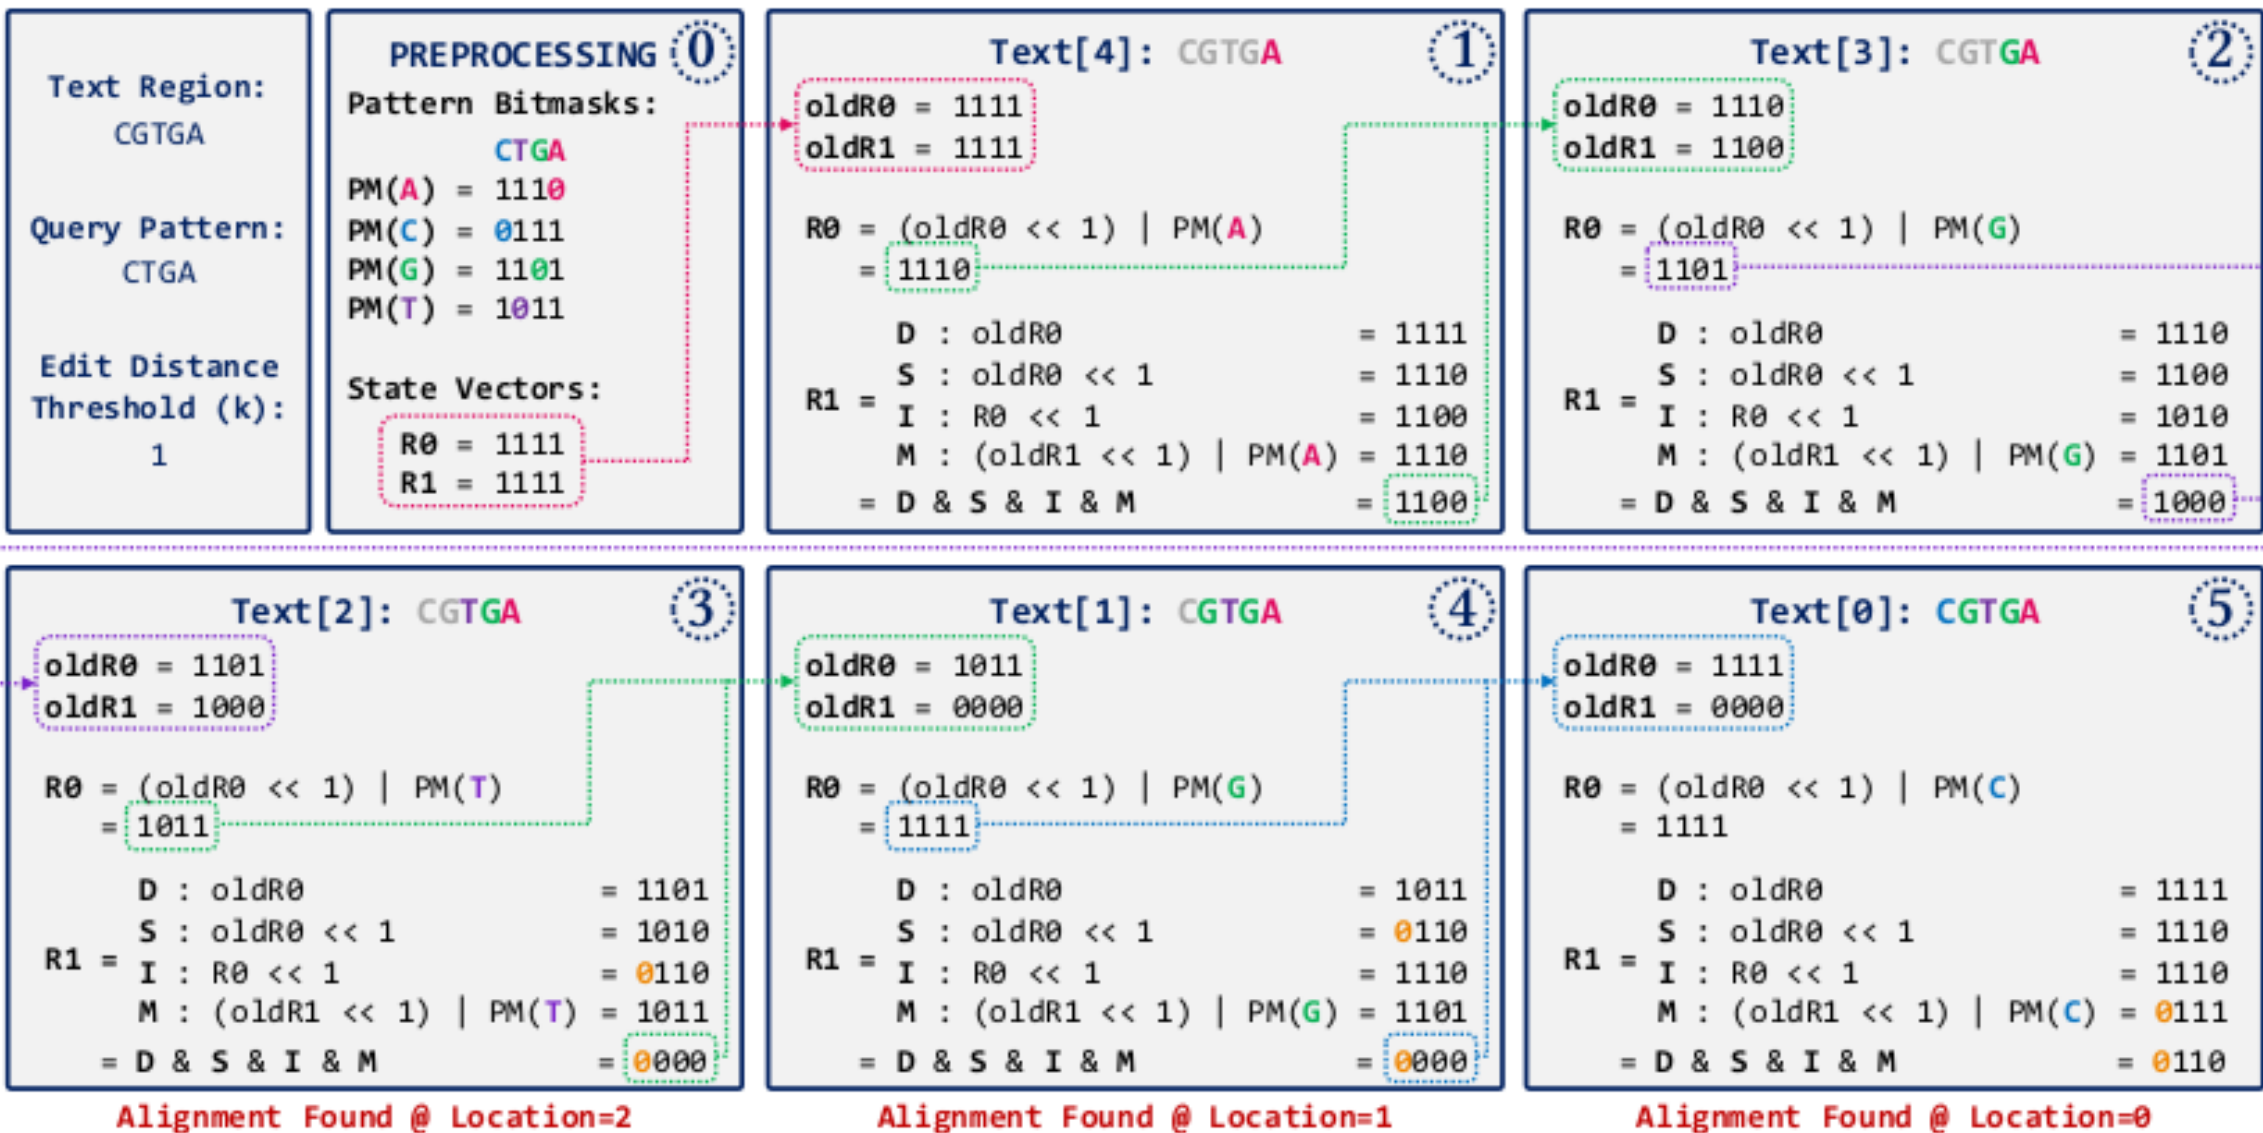 Text Region:
CGTGA
Query Pattern:
CTGA
Edit Distance
Threshold (k):
1
PREPROCESSING 0
Pattern Bitmasks:
CTGA
PM(A) = 1110
PM(C) = 0111
PM(G) = 1101
PM(T) = 1011
State Vectors:
R0 = 1111
R1 = 1111
Text[4]: CGTGA 1
oldR0 = 1111
oldR1 = 1111
R0 = (oldR0 << 1) | PM(A)
= 1110
D : oldR0 = 1111
S : oldR0 << 1 = 1110
R1 =
I : R0 << 1 = 1100
M : (oldR1 << 1) | PM(A) = 1110
= D & S & I & M = 1100
Text[3]: CGTGA 2
oldR0 = 1110
oldR1 = 1100
R0 = (oldR0 << 1) | PM(G)
= 1101
D : oldR0 = 1110
S : oldR0 << 1 = 1100
R1 =
I : R0 << 1 = 1010
M : (oldR1 << 1) | PM(G) = 1101
= D & S & I & M = 1000
Text[2]: CGTGA 3
oldR0 = 1101
oldR1 = 1000
R0 = (oldR0 << 1) | PM(T)
= 1011
D : oldR0 = 1101
S : oldR0 << 1 = 1010
R1 =
I : R0 << 1 = 0110
M : (oldR1 << 1) | PM(T) = 1011
= D & S & I & M = 0000
Alignment Found @ Location=2
Text[1]: CGTGA 4
oldR0 = 1011
oldR1 = 0000
R0 = (oldR0 << 1) | PM(G)
= 1111
D : oldR0 = 1011
S : oldR0 << 1 = 0110
R1 =
I : R0 << 1 = 1110
M : (oldR1 << 1) | PM(G) = 1101
= D & S & I & M = 0000
Alignment Found @ Location=1
Text[0]: CGTGA 5
oldR0 = 1111
oldR1 = 0000
R0 = (oldR0 << 1) | PM(C)
= 1111
D : oldR0 = 1111
S : oldR0 << 1 = 1110
R1 =
I : R0 << 1 = 1110
M : (oldR1 << 1) | PM(C) = 0111
= D & S & I & M = 0110
Alignment Found @ Location=0